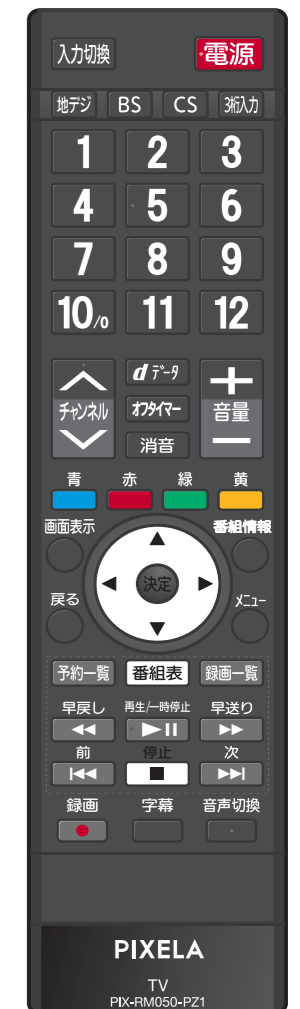 入力切換 電源
地デジ BS CS 3桁入力
1 2 3
4 5 6
7 8 9
10/0 11 12
dデータ
チャンネル オフタイマー 音量
消音
青 赤 緑 黄
画面表示 番組情報
決定
戻る メニュー
予約一覧 番組表 録画一覧
早戻し 再生/一時停止 早送り
前 停止 次
録画 字幕 音声切換
PIXELA
TV
PIX-RM050-PZ1